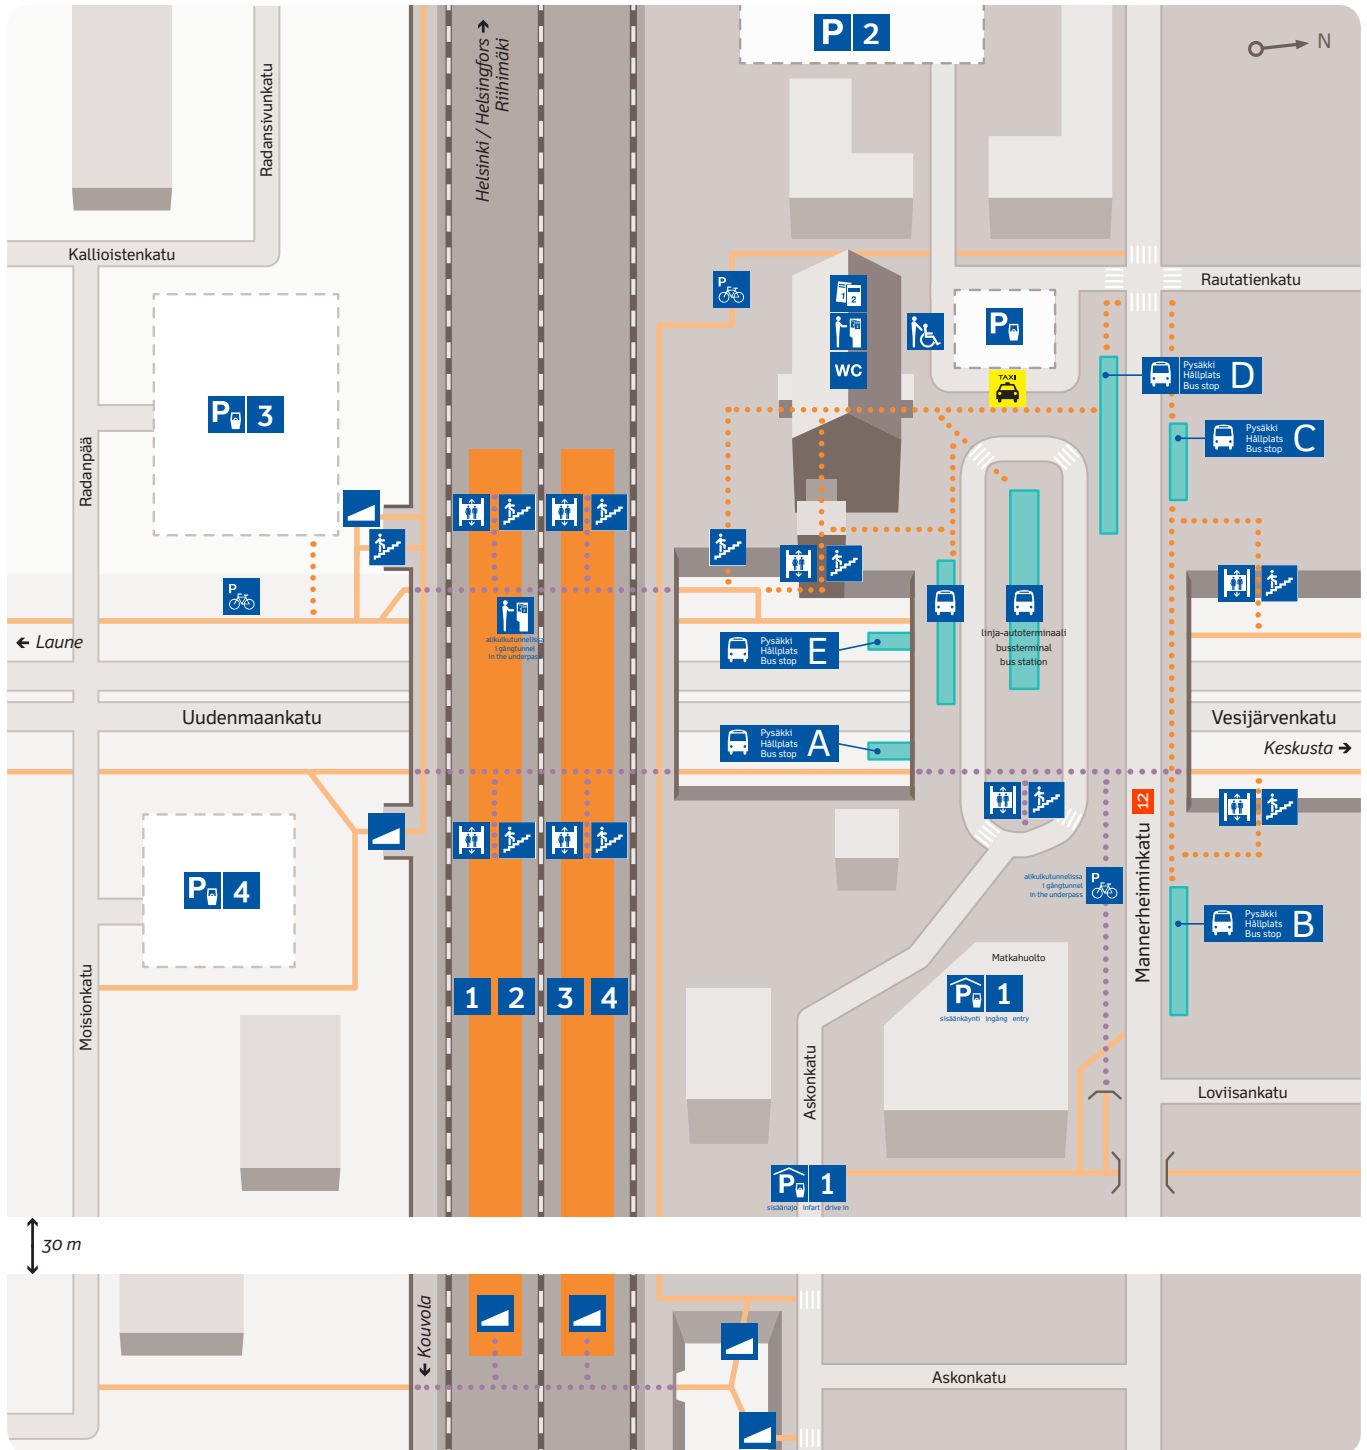 Helsinki / Helsingfors →
Riihimäki
P 2
N
Radansivunkatu
Kallioistenkatu
Rautatienkatu
P
1
2
WC
P
TAXI
Pysäkki
Hållplats
Bus stop
D
Pysäkki
Hållplats
Bus stop
C
P 3
Radanpää
P
← Laune
alikulkutunnelissa
i gångtunnel
in the underpass
Pysäkki
Hållplats
Bus stop
E
linja-autoterminaali
bussterminal
bus station
Uudenmaankatu
Vesijärvenkatu
Keskusta →
Pysäkki
Hållplats
Bus stop
A
12
Mannerheiminkatu
P 4
alikulkutunnelissa
i gångtunnel
in the underpass
P
Pysäkki
Hållplats
Bus stop
B
Matkahuolto
P 1
sisäänkäynti ingång entry
1 2 3 4
Moisionkatu
Askonkatu
Loviisankatu
P 1
sisäänajo infart drive in
30 m
← Kouvola
Askonkatu